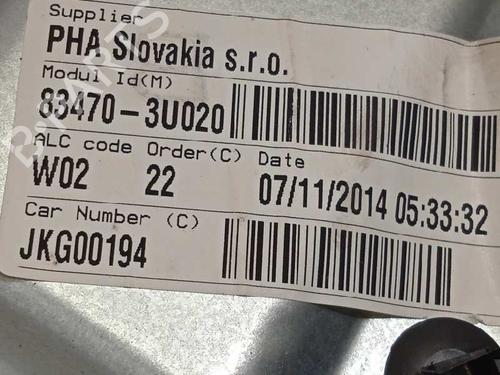 Supplier
PHA Slovakia s.r.o.
Modul Id(M)
83470-3U020
ALC code Order(C) Date
W02 22 07/11/2014 05:33:32
Car Number (C)
JKG00194